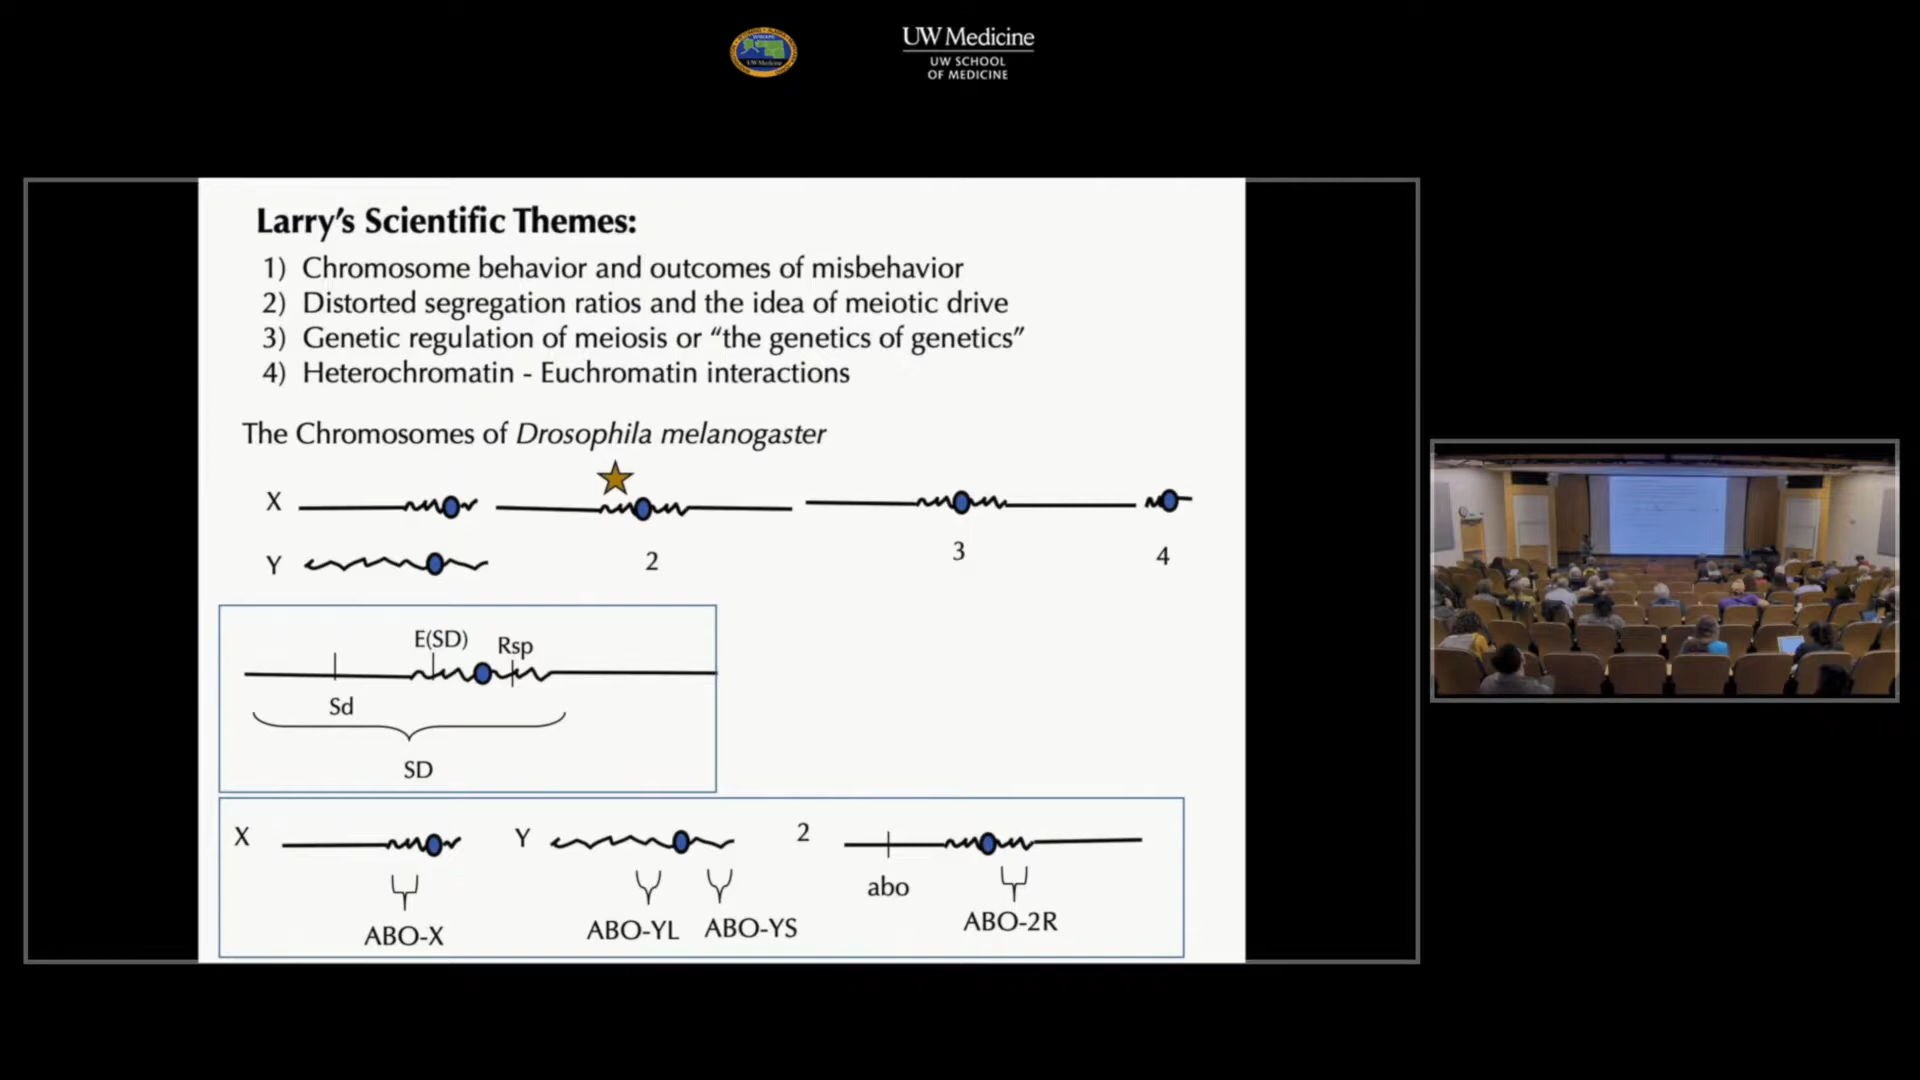 UW Medicine
UW SCHOOL
OF MEDICINE
Larry's Scientific Themes:
1) Chromosome behavior and outcomes of misbehavior
2) Distorted segregation ratios and the idea of meiotic drive
3) Genetic regulation of meiosis or “the genetics of genetics”
4) Heterochromatin - Euchromatin interactions
The Chromosomes of Drosophila melanogaster
X
Y
2
3
4
E(SD)
Rsp
Sd
SD
X
Y
2
abo
ABO-X
ABO-YL
ABO-YS
ABO-2R